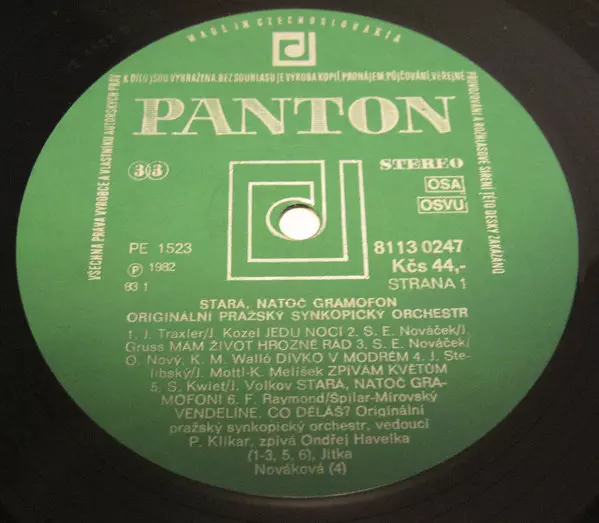 MADE IN CZECHOSLOVAKIA
VŠECHNA PRÁVA VÝROBCE A VLASTNÍKŮ AUTORSKÝCH PRÁV
K DÍLU JSOU VYHRAŽENA. BEZ SOUHLASU JE VÝROBA KOPIÍ, PRONÁJEM, PŮJČOVÁNÍ, VEŘEJNÉ
PROVOZOVÁNÍ A ROZHLASOVÉ ŠÍŘENÍ TÉTO DESKY ZAKÁZÁNO
PANTON
33
STEREO
OSA
OSVU
PE 1523
8113 0247
Ⓟ 1982
Kčs 44,-
83 1
STRANA 1
STARÁ, NATOČ GRAMOFON
ORIGINÁLNÍ PRAŽSKÝ SYNKOPICKÝ ORCHESTR
1. J. Traxler/J. Kozel JEDU NOCÍ 2. S. E. Nováček/J.
Gruss MÁM ŽIVOT HROZNĚ RÁD 3. S. E. Nováček/
O. Nový, K. M. Walló DÍVKO V MODRÉM 4. J. Ste-
libský/J. Mottl-K. Melíšek ZPÍVÁM KVĚTŮM
5. S. Kwiet/J. Volkov STARÁ, NATOČ GRA-
MOFON! 6. F. Raymond/Špilar-Mírovský
VENDELÍNE, CO DĚLÁŠ? Originální
pražský synkopický orchestr, vedoucí
P. Klikar, zpívá Ondřej Havelka
(1-3, 5, 6), Jitka
Nováková (4)